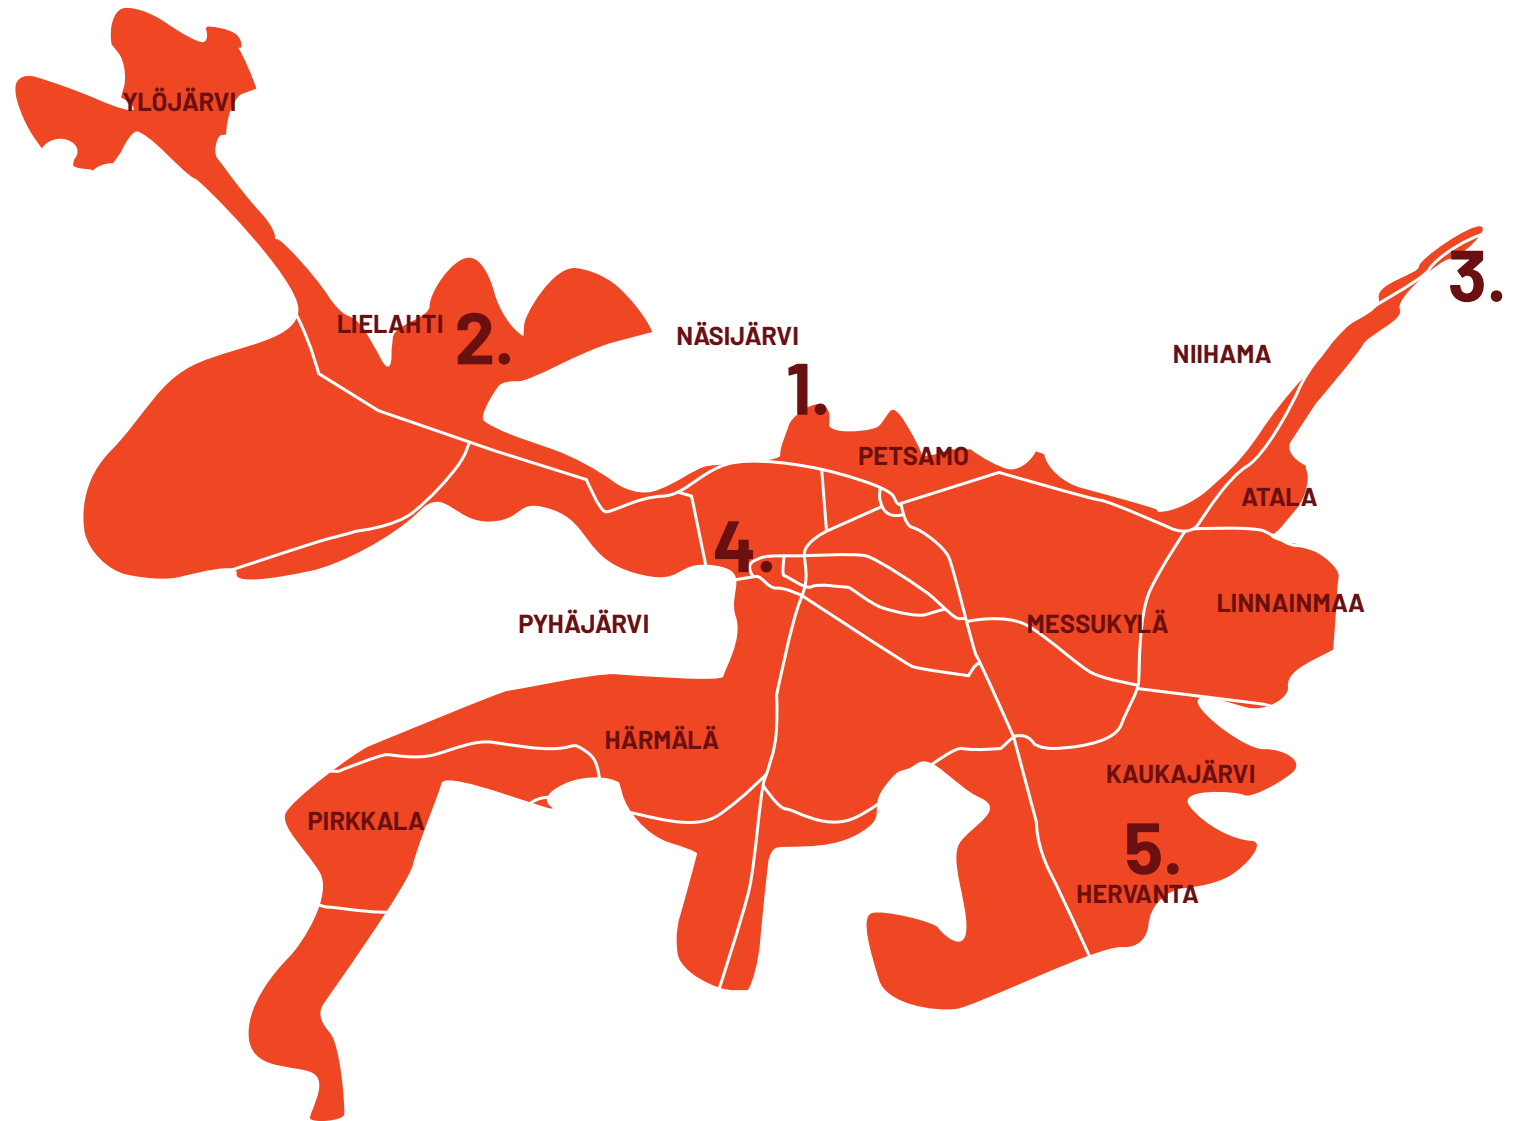 YLÖJÄRVI
3.
LIELAHTI
2.
NÄSIJÄRVI
NIIHAMA
1.
PETSAMO
ATALA
4.
LINNAINMAA
PYHÄJÄRVI
MESSUKYLÄ
HÄRMÄLÄ
KAUKAJÄRVI
PIRKKALA
5.
HERVANTA